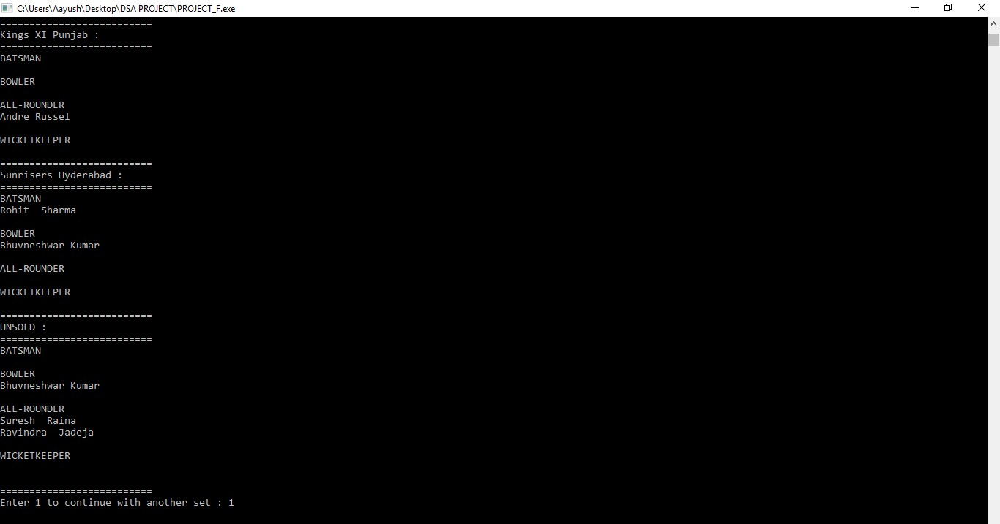 C:\Users\Aayush\Desktop\DSA PROJECT\PROJECT_F.exe
==========================
Kings XI Punjab :
==========================
BATSMAN
BOWLER
ALL-ROUNDER
Andre Russel
WICKETKEEPER
==========================
Sunrisers Hyderabad :
==========================
BATSMAN
Rohit  Sharma
BOWLER
Bhuvneshwar Kumar
ALL-ROUNDER
WICKETKEEPER
==========================
UNSOLD :
==========================
BATSMAN
BOWLER
Bhuvneshwar Kumar
ALL-ROUNDER
Suresh  Raina
Ravindra  Jadeja
WICKETKEEPER
==========================
Enter 1 to continue with another set : 1